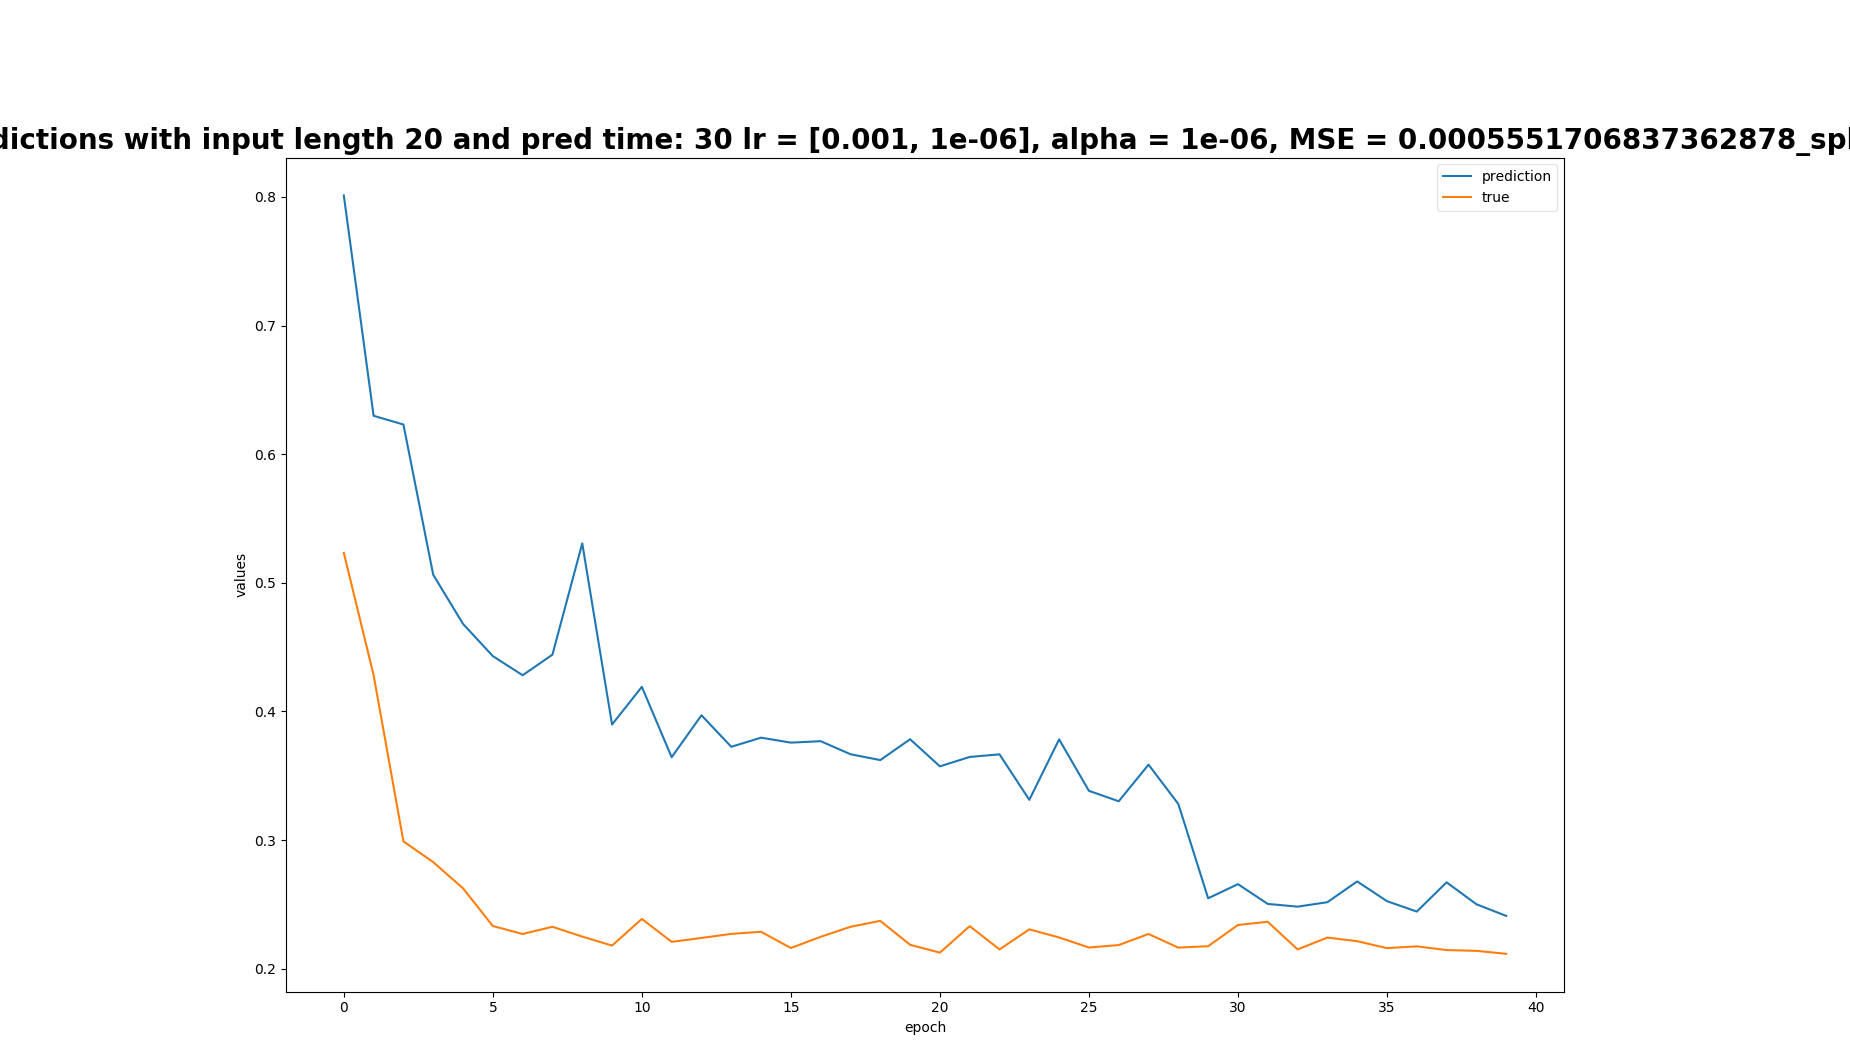 dictions with input length 20 and pred time: 30 lr = [0.001, 1e-06], alpha = 1e-06, MSE = 0.0005551706837362878_spl
prediction
true
0.8
0.7
0.6
0.5
0.4
0.3
0.2
values
0 5 10 15 20 25 30 35 40
epoch